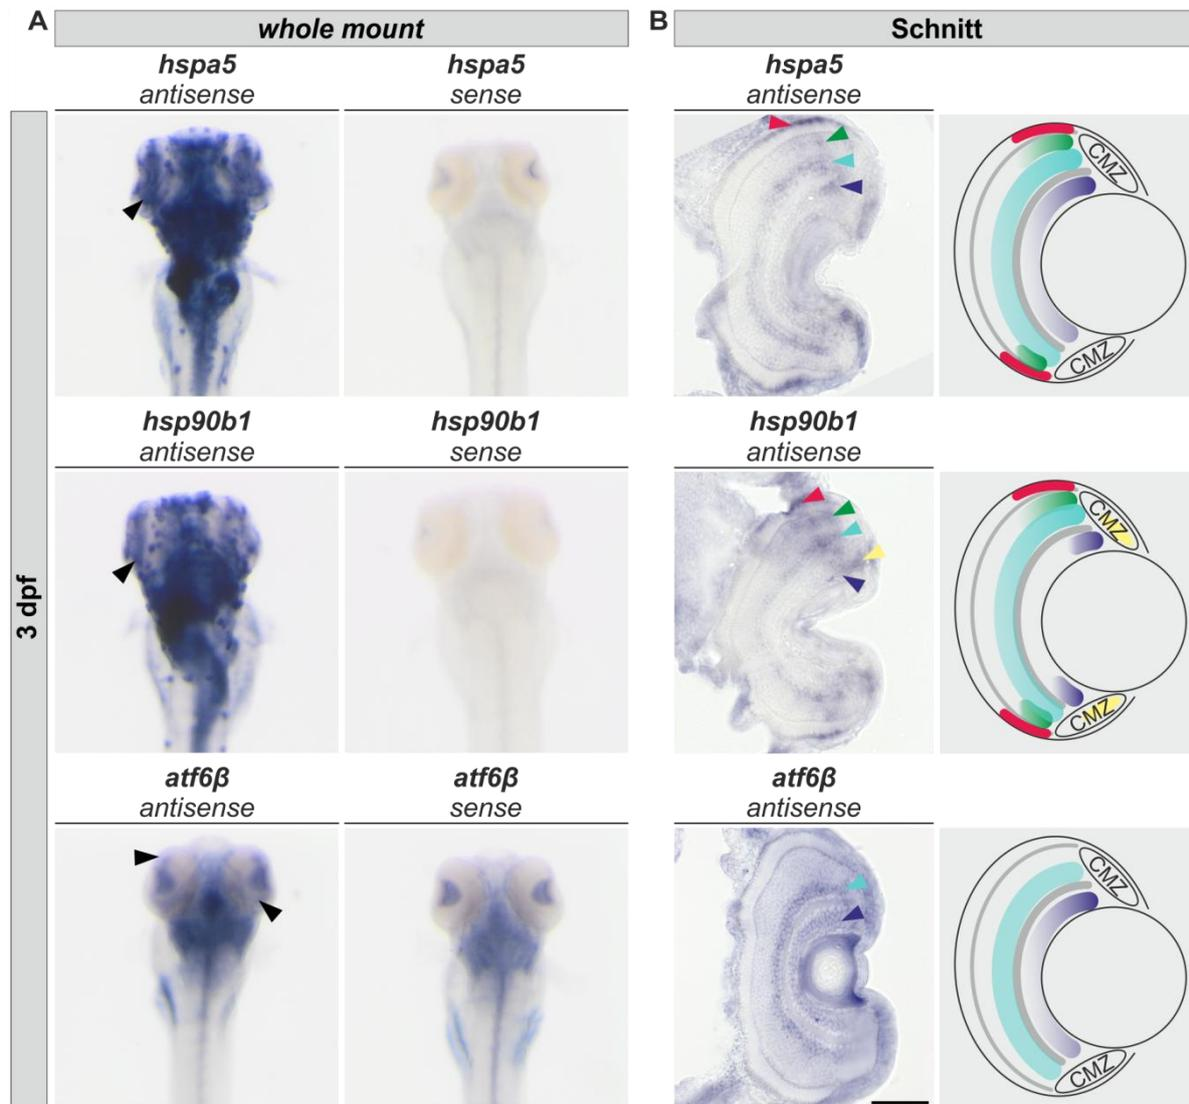 A
whole mount
B
Schnitt
hspa5
antisense
hspa5
sense
hspa5
antisense
CMZ
CMZ
hsp90b1
antisense
hsp90b1
sense
hsp90b1
antisense
CMZ
CMZ
3 dpf
atf6β
antisense
atf6β
sense
atf6β
antisense
CMZ
CMZ